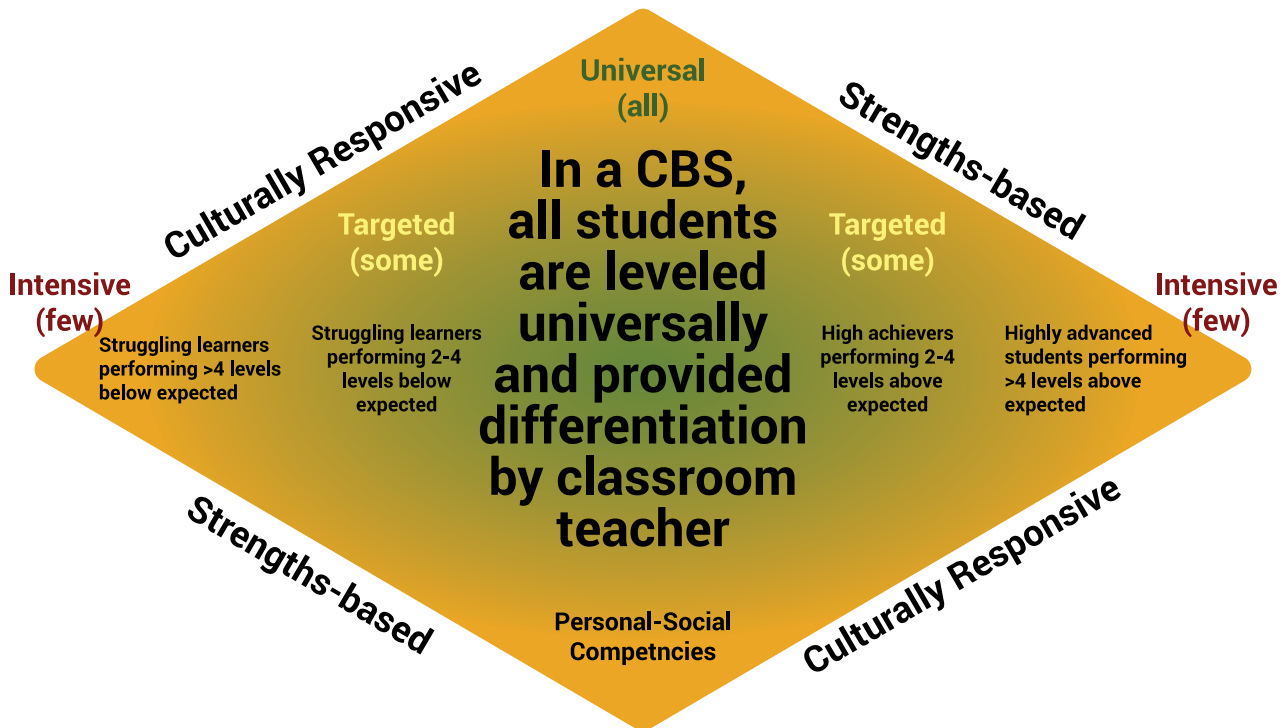 Universal
(all)
Culturally Responsive
Strengths-based
In a CBS,
all students
are leveled
universally
and provided
differentiation
by classroom
teacher
Targeted
(some)
Targeted
(some)
Intensive
(few)
Intensive
(few)
Struggling learners
performing >4 levels
below expected
Struggling learners
performing 2-4
levels below
expected
High achievers
performing 2-4
levels above
expected
Highly advanced
students performing
>4 levels above
expected
Strengths-based
Culturally Responsive
Personal-Social
Competncies